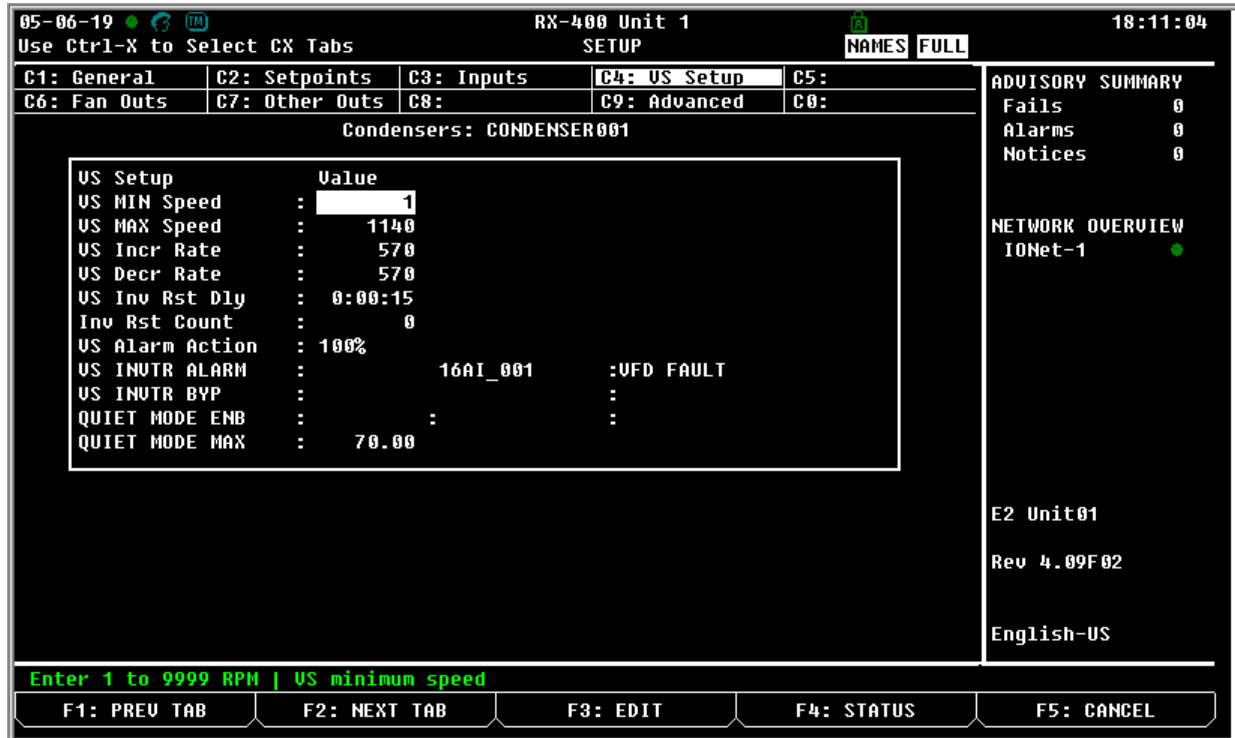 05-06-19 TM RX-400 Unit 1 18:11:04
Use Ctrl-X to Select CX Tabs SETUP NAMES FULL
C1: General C2: Setpoints C3: Inputs C4: VS Setup C5:
C6: Fan Outs C7: Other Outs C8: C9: Advanced C0:
Condensers: CONDENSER001
VS Setup Value
VS MIN Speed : 1
VS MAX Speed : 1140
VS Incr Rate : 570
VS Decr Rate : 570
VS Inv Rst Dly : 0:00:15
Inv Rst Count : 0
VS Alarm Action : 100%
VS INVTR ALARM : 16AI_001 :VFD FAULT
VS INVTR BYP : :
QUIET MODE ENB : : :
QUIET MODE MAX : 70.00
ADVISORY SUMMARY
Fails 0
Alarms 0
Notices 0
NETWORK OVERVIEW
IONet-1
E2 Unit01
Rev 4.09F02
English-US
Enter 1 to 9999 RPM | VS minimum speed
F1: PREV TAB F2: NEXT TAB F3: EDIT F4: STATUS F5: CANCEL